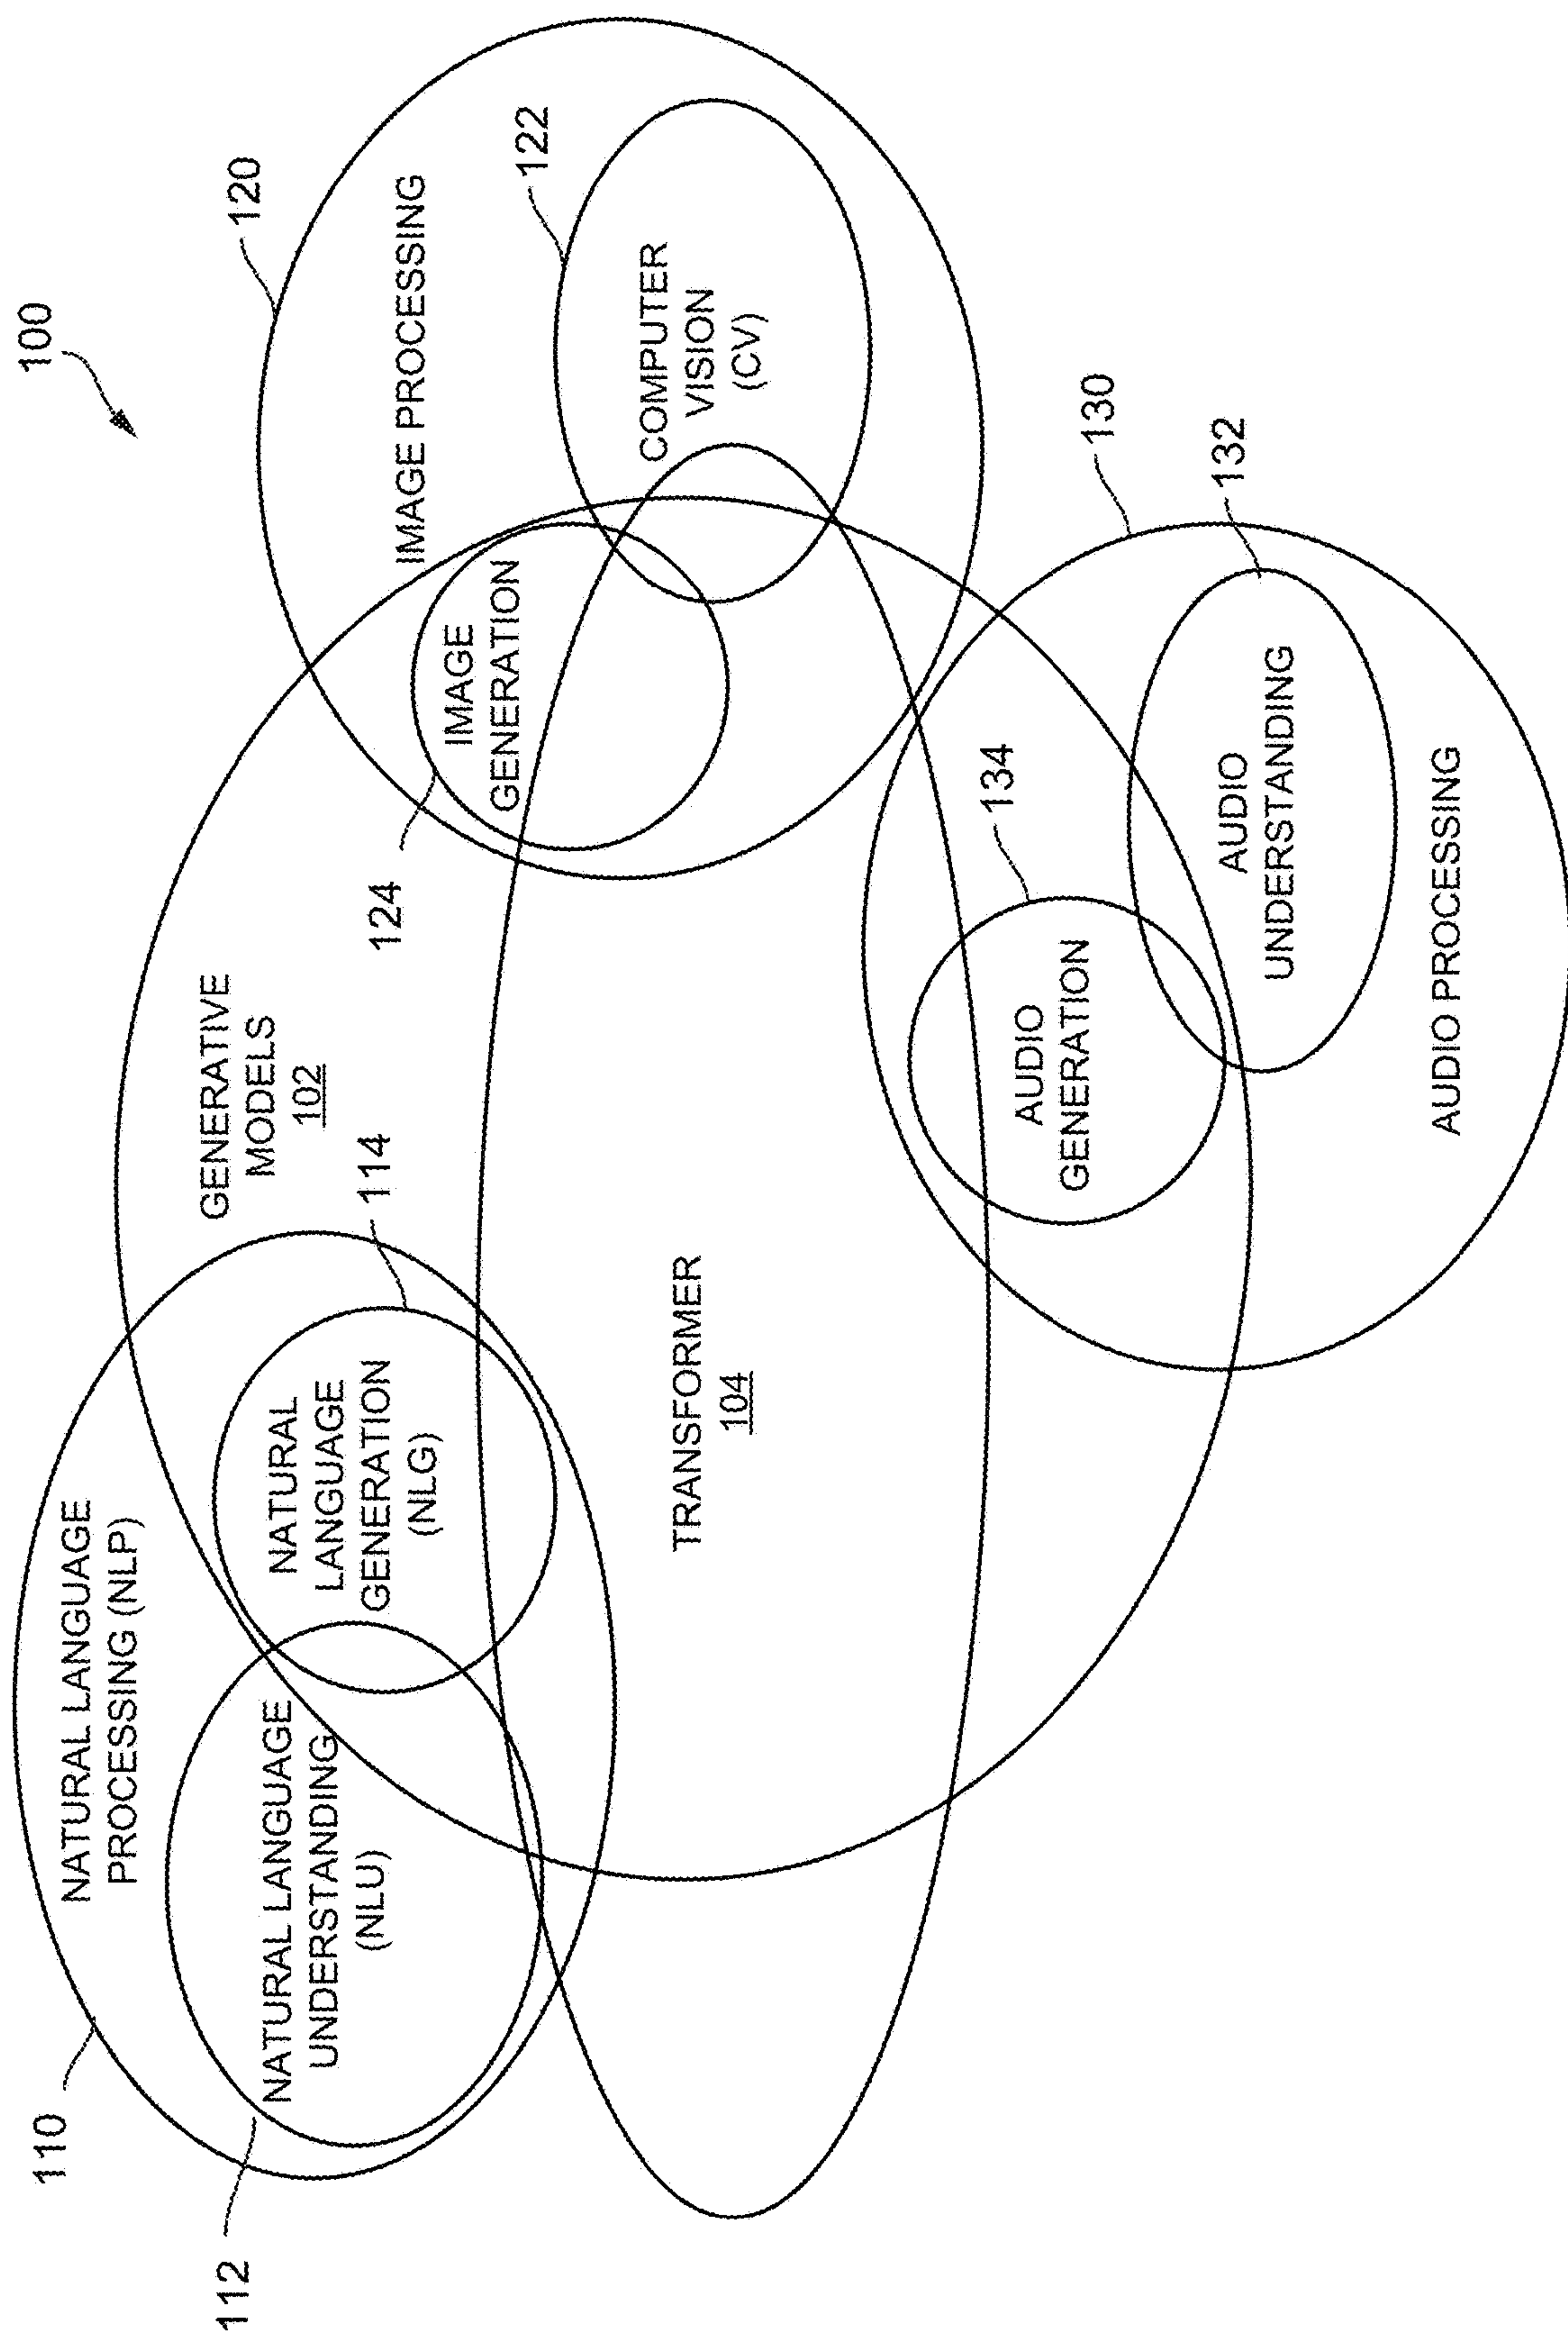 100
NATURAL LANGUAGE
PROCESSING (NLP)
110
112
NATURAL LANGUAGE
UNDERSTANDING
(NLU)
NATURAL
LANGUAGE
GENERATION
(NLG)
114
GENERATIVE
MODELS
102
120
IMAGE PROCESSING
124
IMAGE
GENERATION
122
COMPUTER
VISION
(CV)
TRANSFORMER
104
130
132
134
AUDIO
GENERATION
AUDIO
UNDERSTANDING
AUDIO PROCESSING